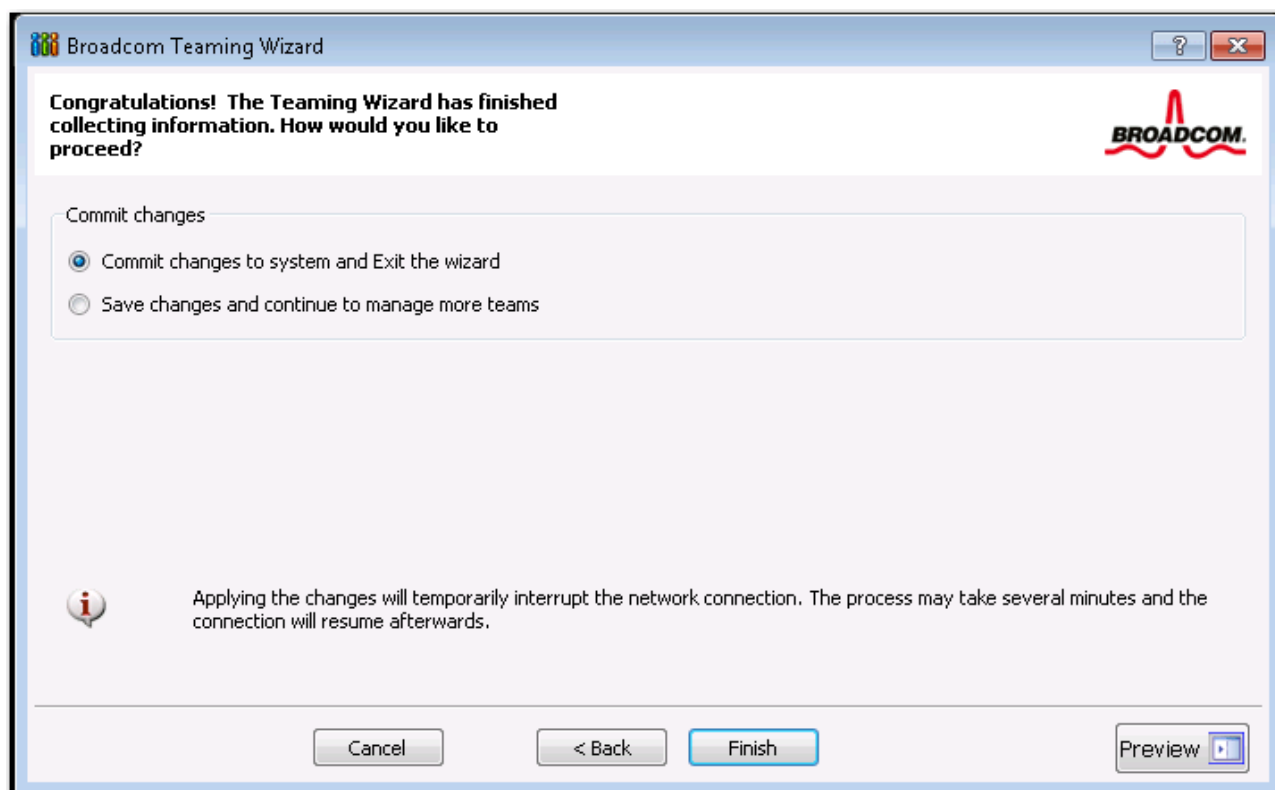 Broadcom Teaming Wizard
?
Congratulations! The Teaming Wizard has finished
collecting information. How would you like to
proceed?
BROADCOM.
Commit changes
Commit changes to system and Exit the wizard
Save changes and continue to manage more teams
i
Applying the changes will temporarily interrupt the network connection. The process may take several minutes and the
connection will resume afterwards.
Cancel
< Back
Finish
Preview